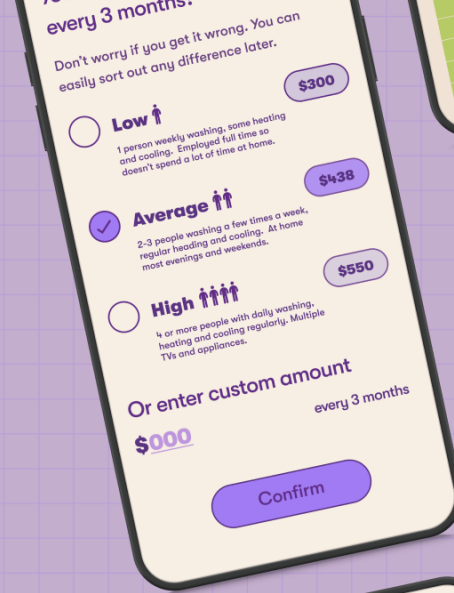 every 3 months?
Don't worry if you get it wrong. You can
easily sort out any difference later.
Low
$300
1 person weekly washing, some heating
and cooling. Employed full time so
doesn't spend a lot of time at home.
Average
$438
2-3 people washing a few times a week,
regular heading and cooling. At home
most evenings and weekends.
High
$550
4 or more people with daily washing,
heating and cooling regularly. Multiple
TVs and appliances.
Or enter custom amount
$000
every 3 months
Confirm